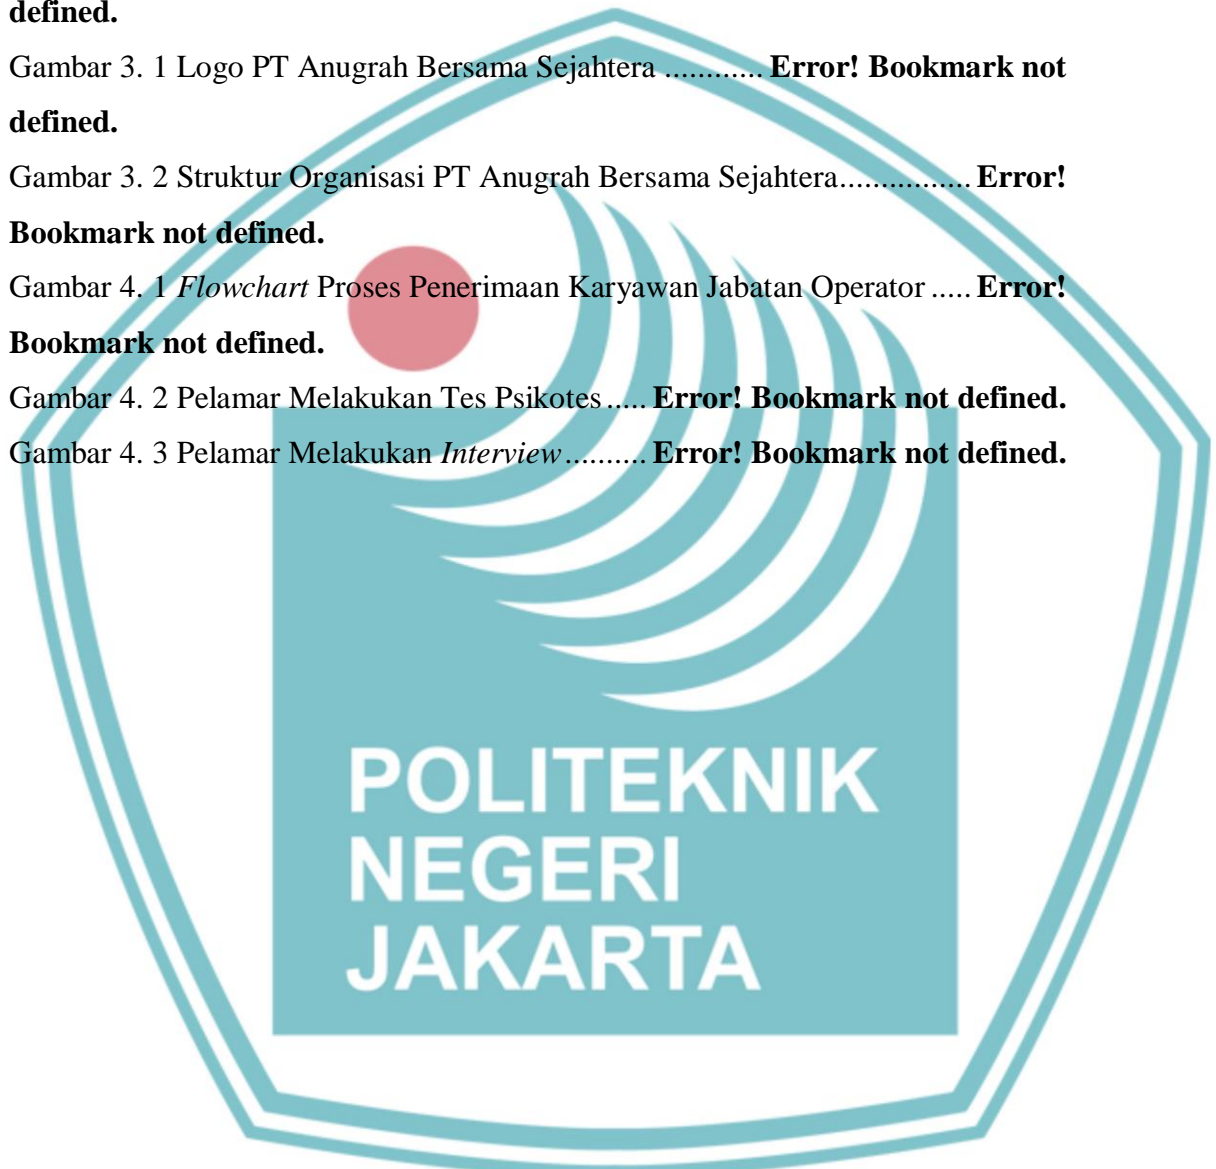 defined.
Gambar 3. 1 Logo PT Anugrah Bersama Sejahtera ............ Error! Bookmark not
defined.
Gambar 3. 2 Struktur Organisasi PT Anugrah Bersama Sejahtera................ Error!
Bookmark not defined.
Gambar 4. 1 Flowchart Proses Penerimaan Karyawan Jabatan Operator ..... Error!
Bookmark not defined.
Gambar 4. 2 Pelamar Melakukan Tes Psikotes ..... Error! Bookmark not defined.
Gambar 4. 3 Pelamar Melakukan Interview .......... Error! Bookmark not defined.
POLITEKNIK
NEGERI
JAKARTA